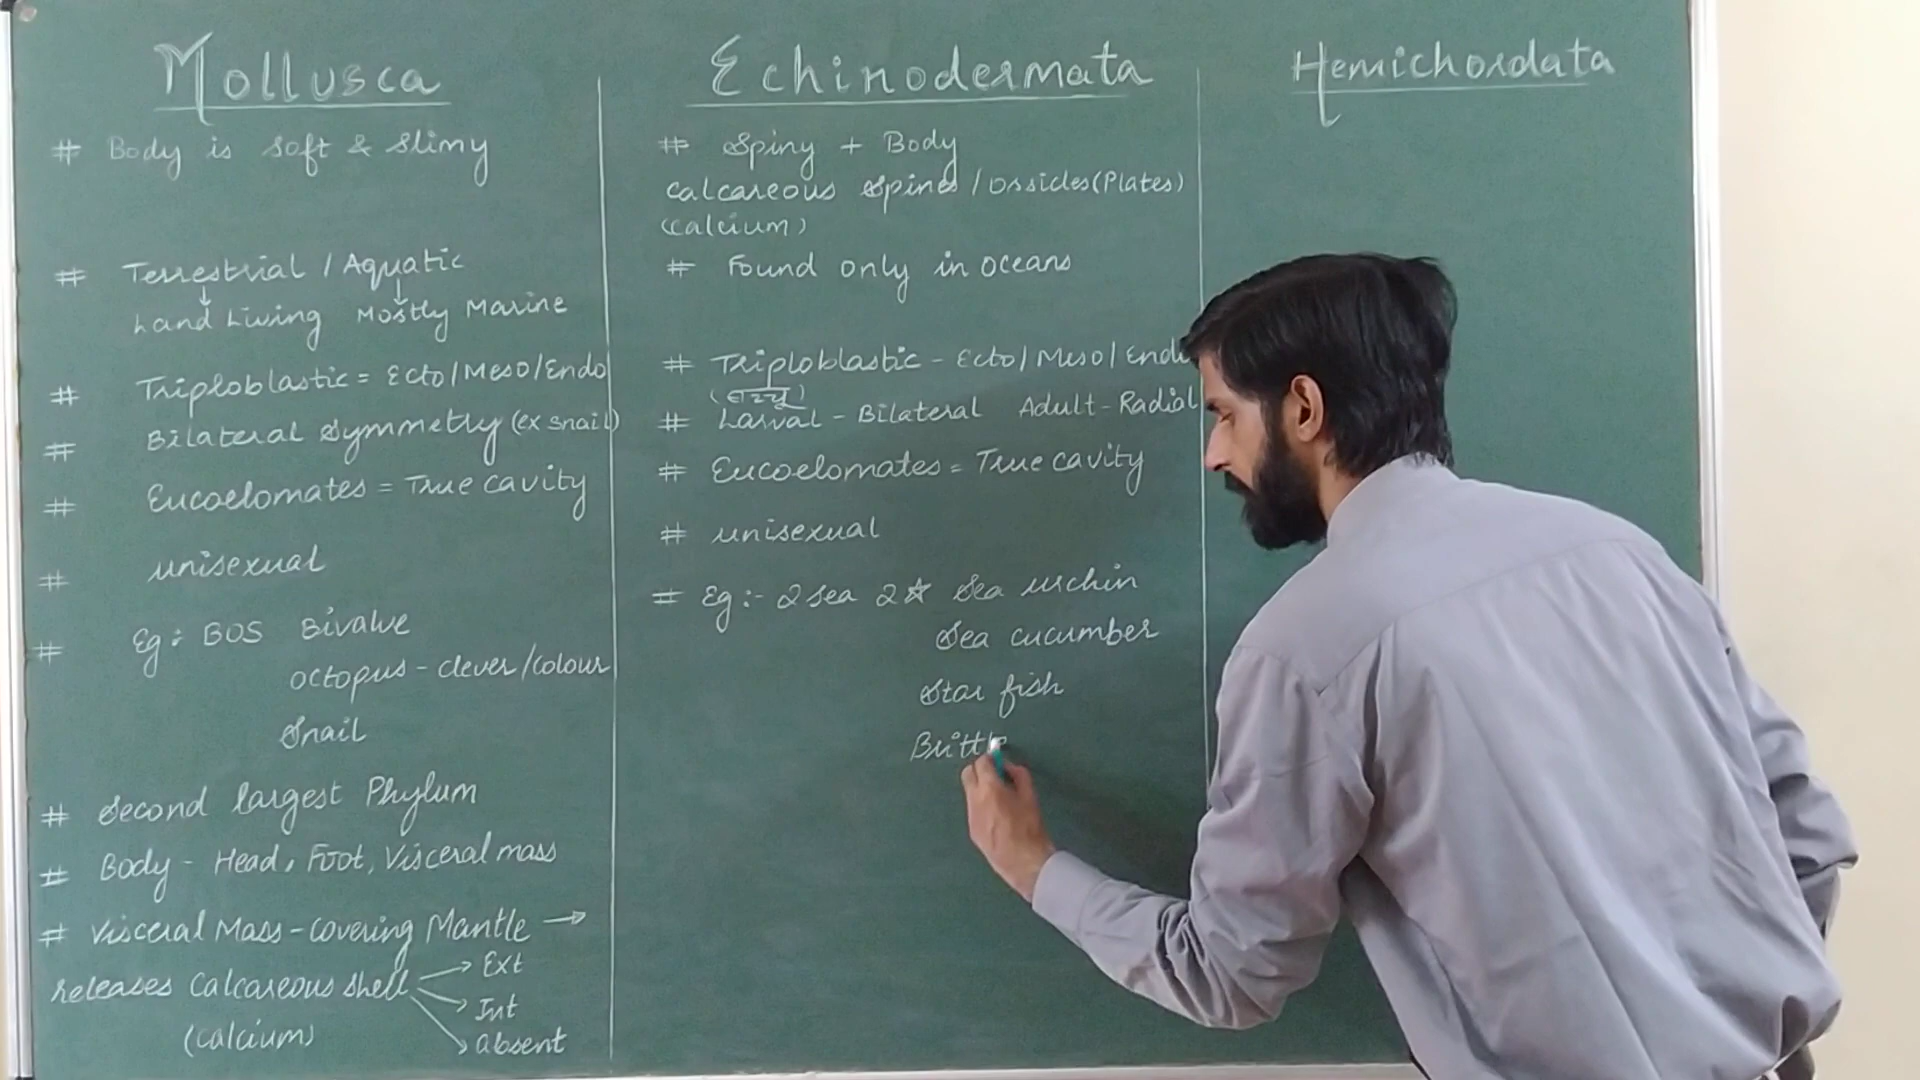 Mollusca
# Body is soft & slimy
# Terrestrial / Aquatic
Land Living Mostly Marine
# Triploblastic = Ecto/Meso/Endo
# Bilateral Symmetry (ex snail)
# Eucoelomates = True cavity
# unisexual
# Eg: BOS Bivalve
octopus - clever/colour
Snail
# Second largest Phylum
# Body - Head, Foot, Visceral mass
# Visceral Mass - Covering Mantle →
releases Calcareous shell → Ext
→ Int
(calcium) → absent
Echinodermata
# Spiny + Body
calcareous spines / ossicles (Plates)
(calcium)
# Found only in oceans
# Triploblastic - Ecto/Meso/Endo
# Larval - Bilateral Adult - Radial
# Eucoelomates = True cavity
# unisexual
= Eg :- 2 sea 2☆ Sea urchin
Sea cucumber
Star fish
Brittle
Hemichordata